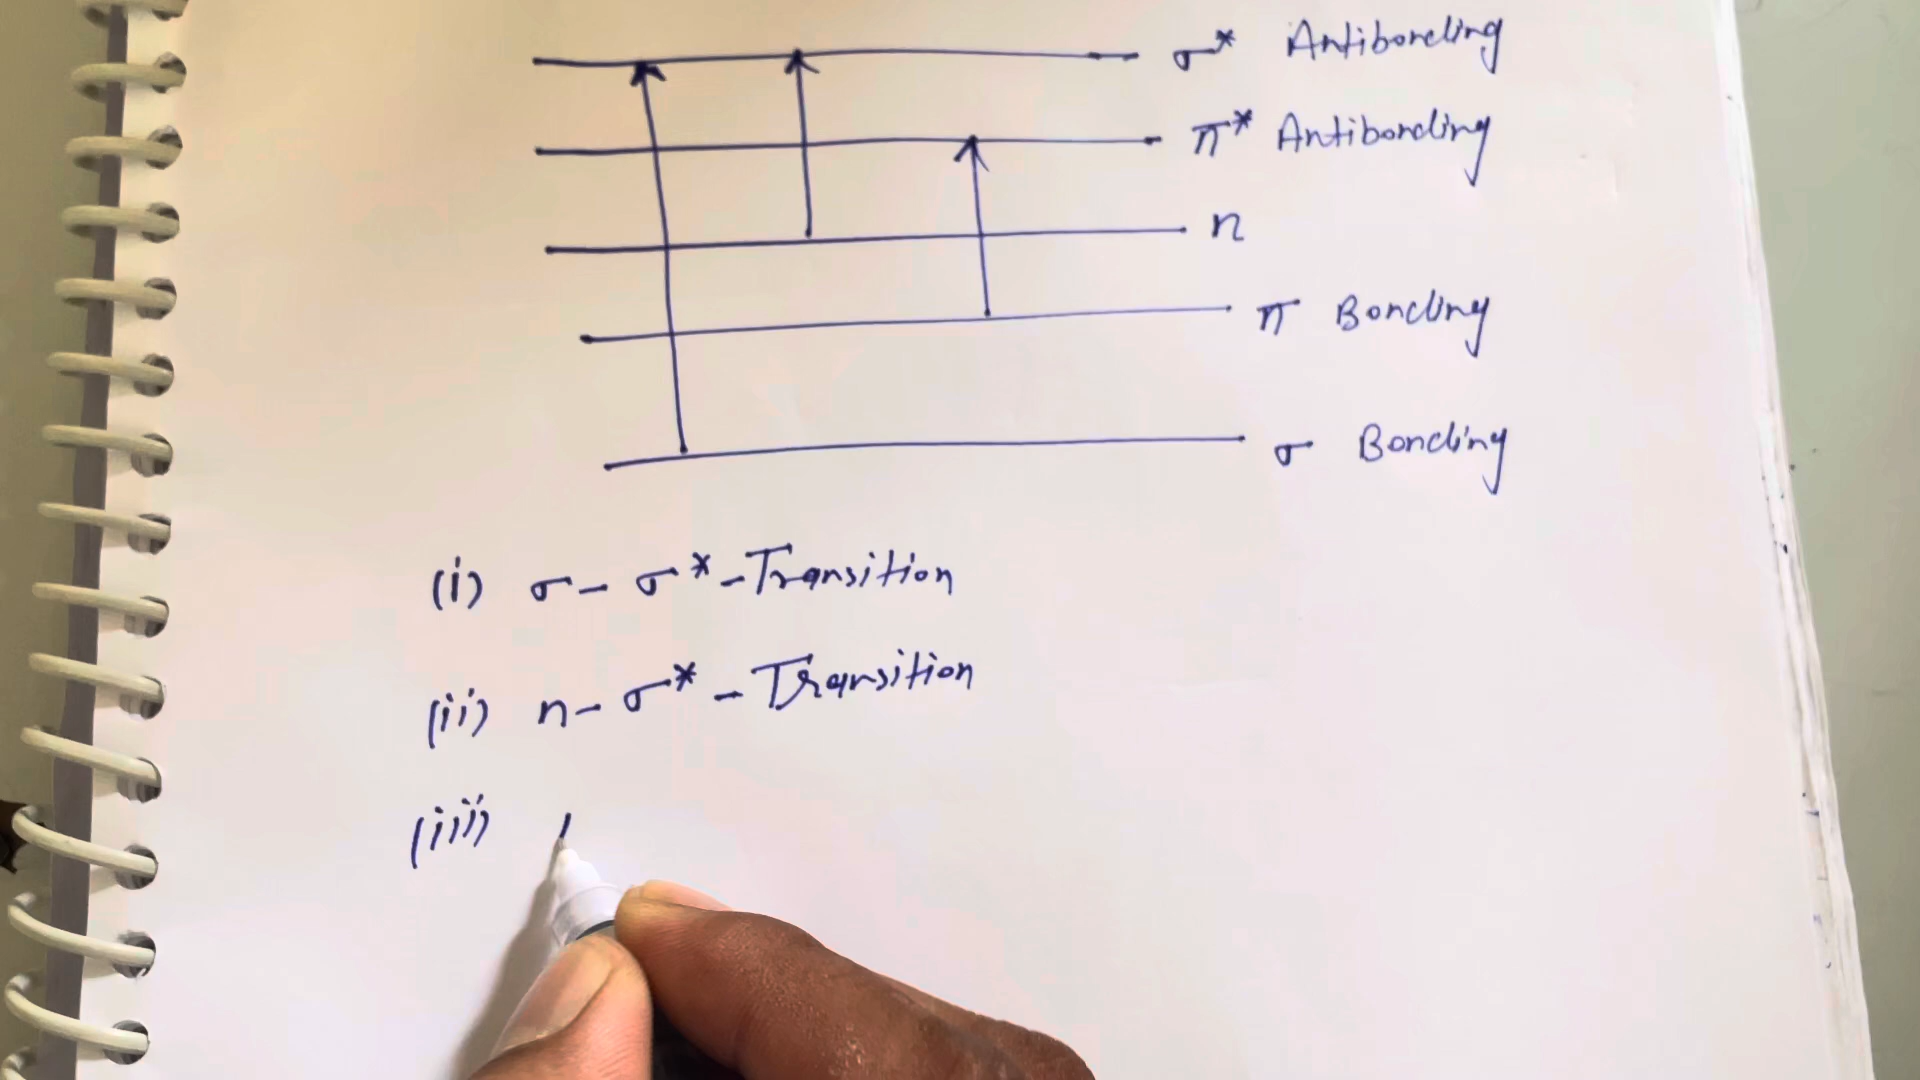 σ* Antibonding
π* Antibonding
n
π Bonding
σ Bonding
(i) σ - σ* - Transition
(ii) n - σ* - Transition
(iii)